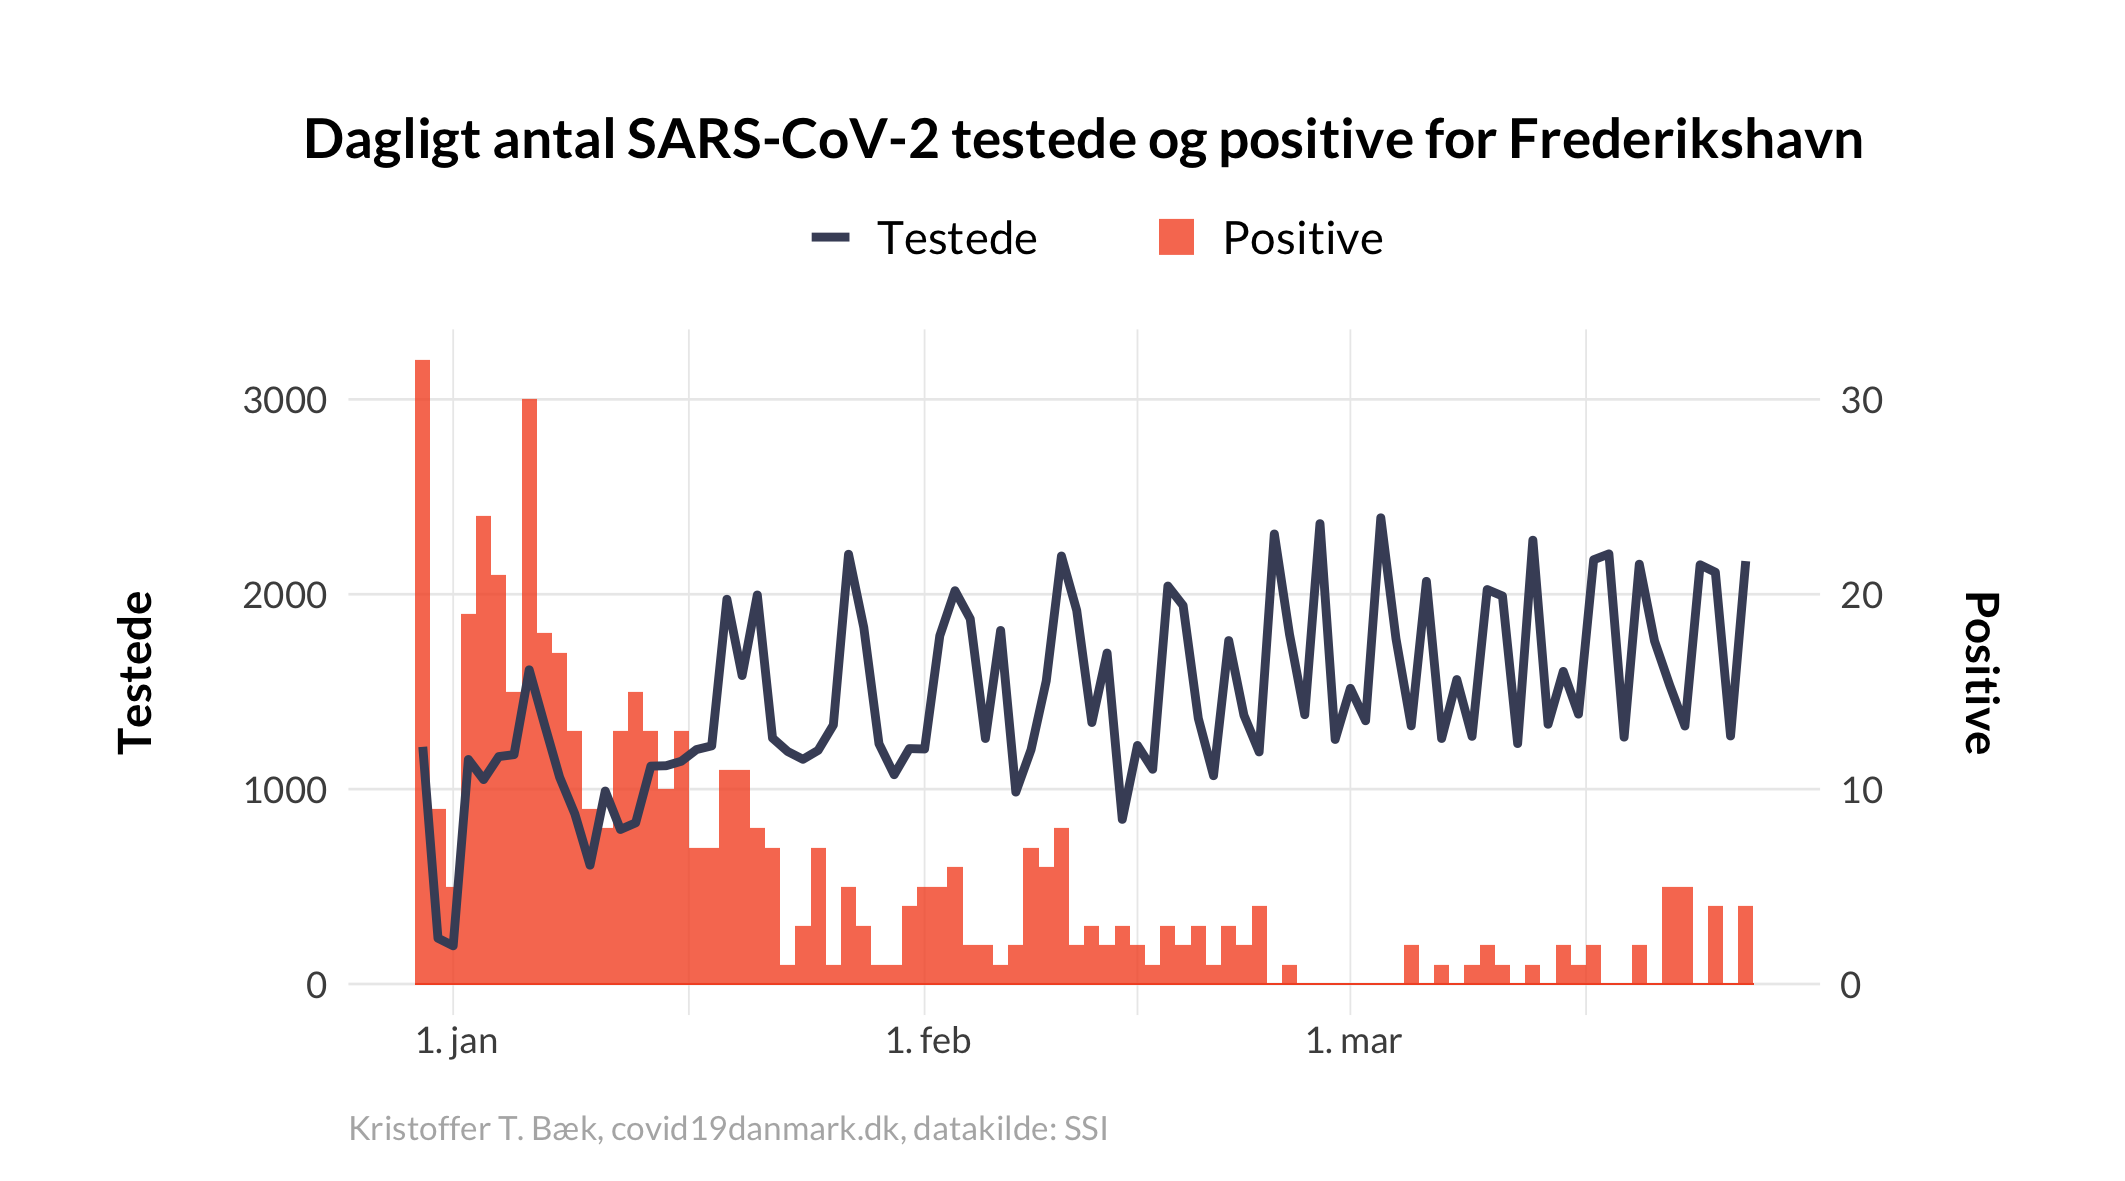 Dagligt antal SARS-CoV-2 testede og positive for Frederikshavn
Testede Positive
3000 30
2000 20
1000 10
0 0
Testede
Positive
1. jan 1. feb 1. mar
Kristoffer T. Bæk, covid19danmark.dk, datakilde: SSI